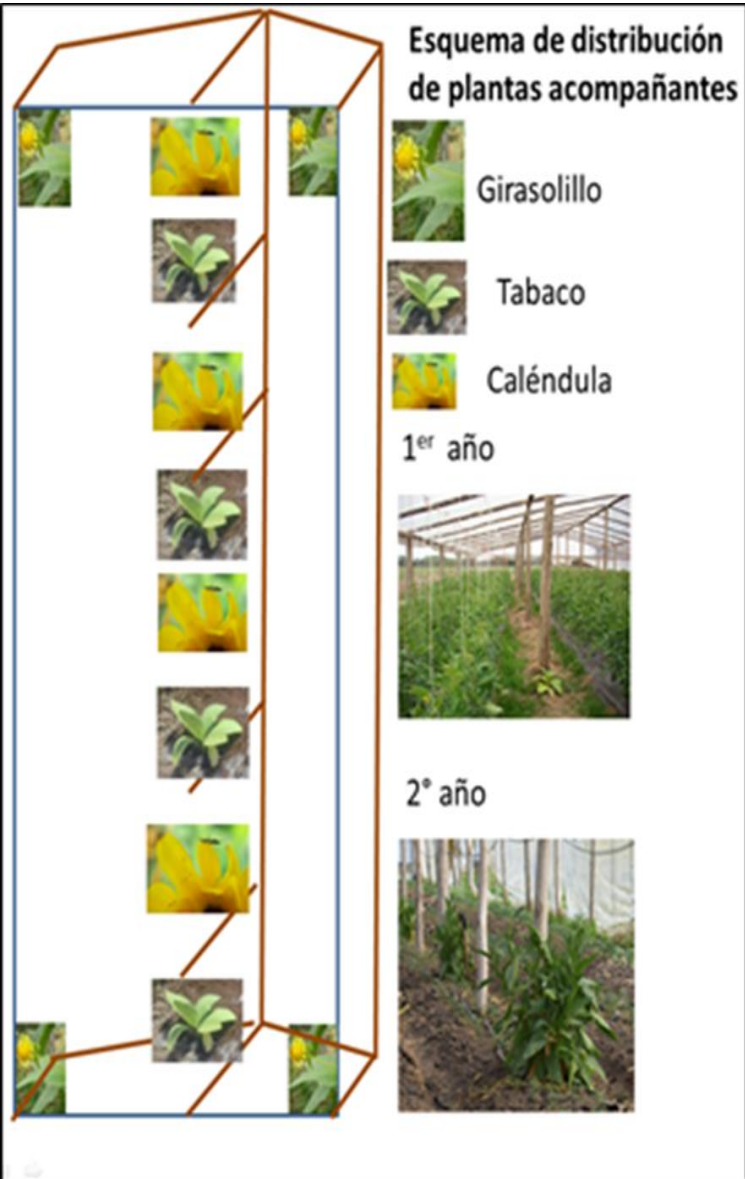 Esquema de distribución
de plantas acompañantes
Girasolillo
Tabaco
Caléndula
1er año
2° año